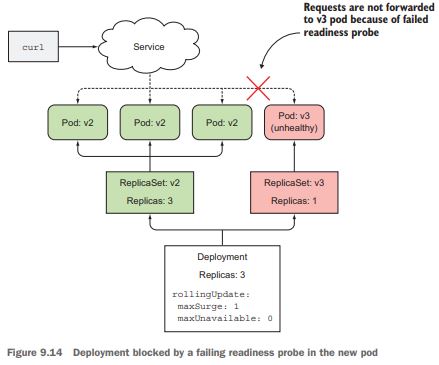 Requests are not forwarded
to v3 pod because of failed
readiness probe
curl
Service
Pod: v2
Pod: v2
Pod: v2
Pod: v3
(unhealthy)
ReplicaSet: v2
Replicas: 3
ReplicaSet: v3
Replicas: 1
Deployment
Replicas: 3
rollingUpdate:
maxSurge: 1
maxUnavailable: 0
Figure 9.14 Deployment blocked by a failing readiness probe in the new pod